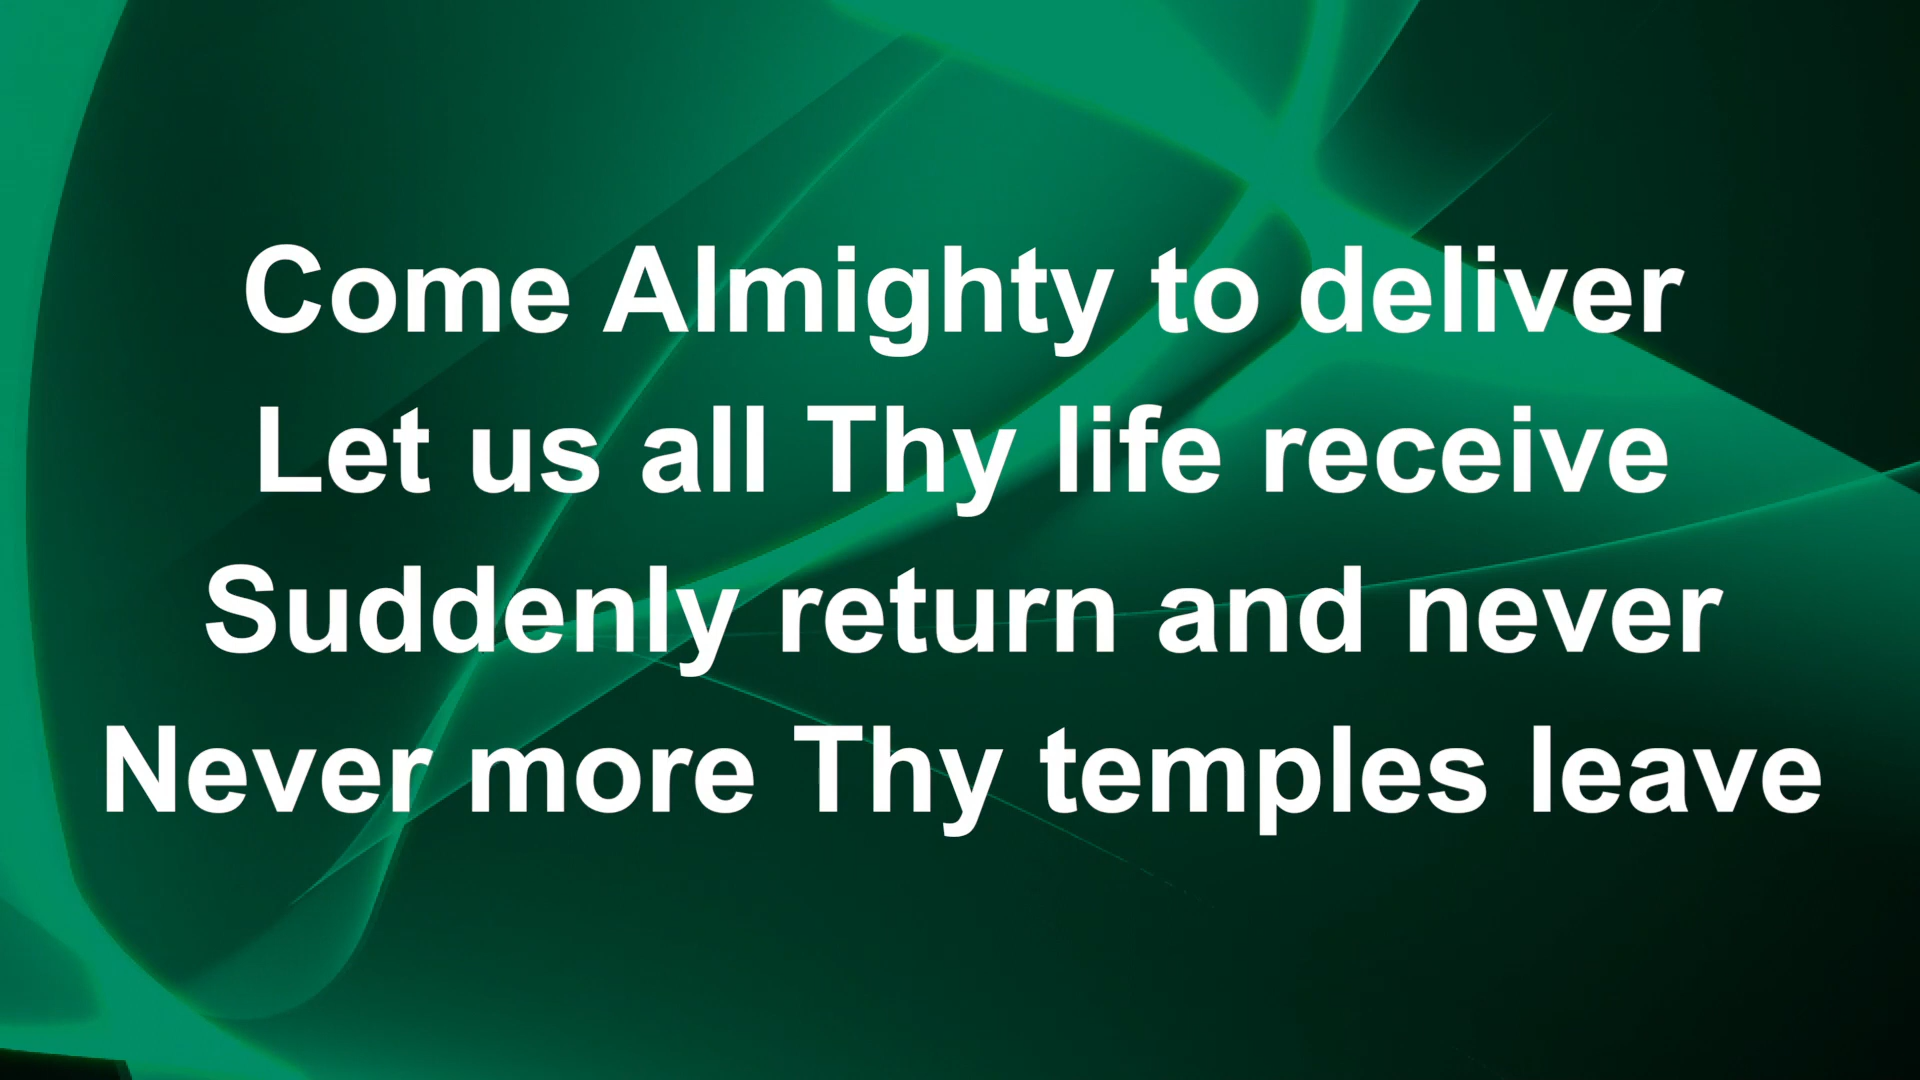 Come Almighty to deliver
Let us all Thy life receive
Suddenly return and never
Never more Thy temples leave